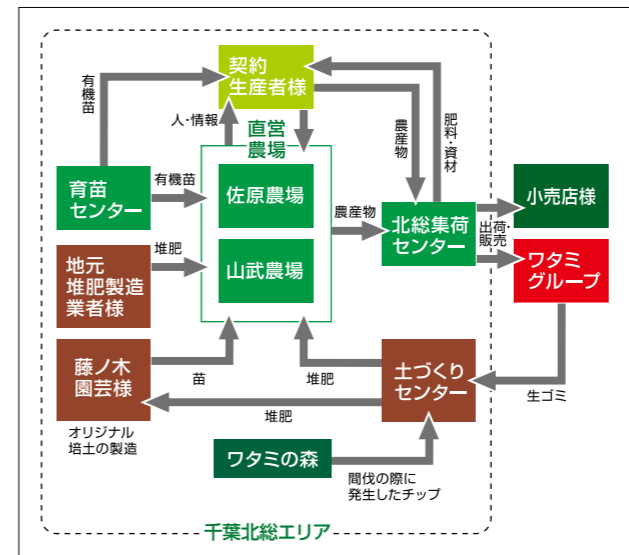 契約
生産者様
有機苗
人・情報
直営
農場
農産物
肥料・資材
育苗
センター
有機苗
佐原農場
農産物
北総集荷
センター
小売店様
出荷・
販売
地元
堆肥製造
業者様
堆肥
山武農場
ワタミ
グループ
藤ノ木
園芸様
苗
堆肥
土づくり
センター
生ゴミ
堆肥
オリジナル
培土の製造
ワタミの森
間伐の際に
発生したチップ
千葉北総エリア